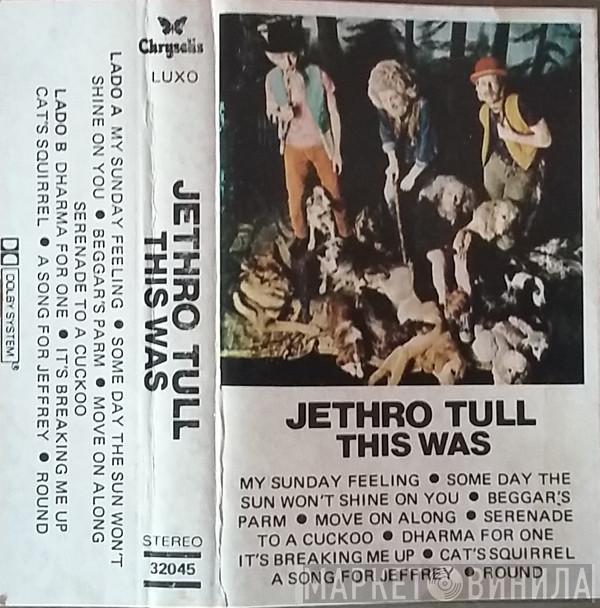 LADO A MY SUNDAY FEELING • SOME DAY THE SUN WON'T
SHINE ON YOU • BEGGAR'S PARM • MOVE ON ALONG
SERENADE TO A CUCKOO
LADO B DHARMA FOR ONE • IT'S BREAKING ME UP
CAT'S SQUIRREL • A SONG FOR JEFFREY • ROUND
DOLBY SYSTEM®
Chrysalis
LUXO
JETHRO TULL
THIS WAS
STEREO
32045
JETHRO TULL
THIS WAS
MY SUNDAY FEELING • SOME DAY THE
SUN WON'T SHINE ON YOU • BEGGAR'S
PARM • MOVE ON ALONG • SERENADE
TO A CUCKOO • DHARMA FOR ONE
IT'S BREAKING ME UP • CAT'S SQUIRREL
A SONG FOR JEFFREY • ROUND
МАРКЕТ ВИНИЛА